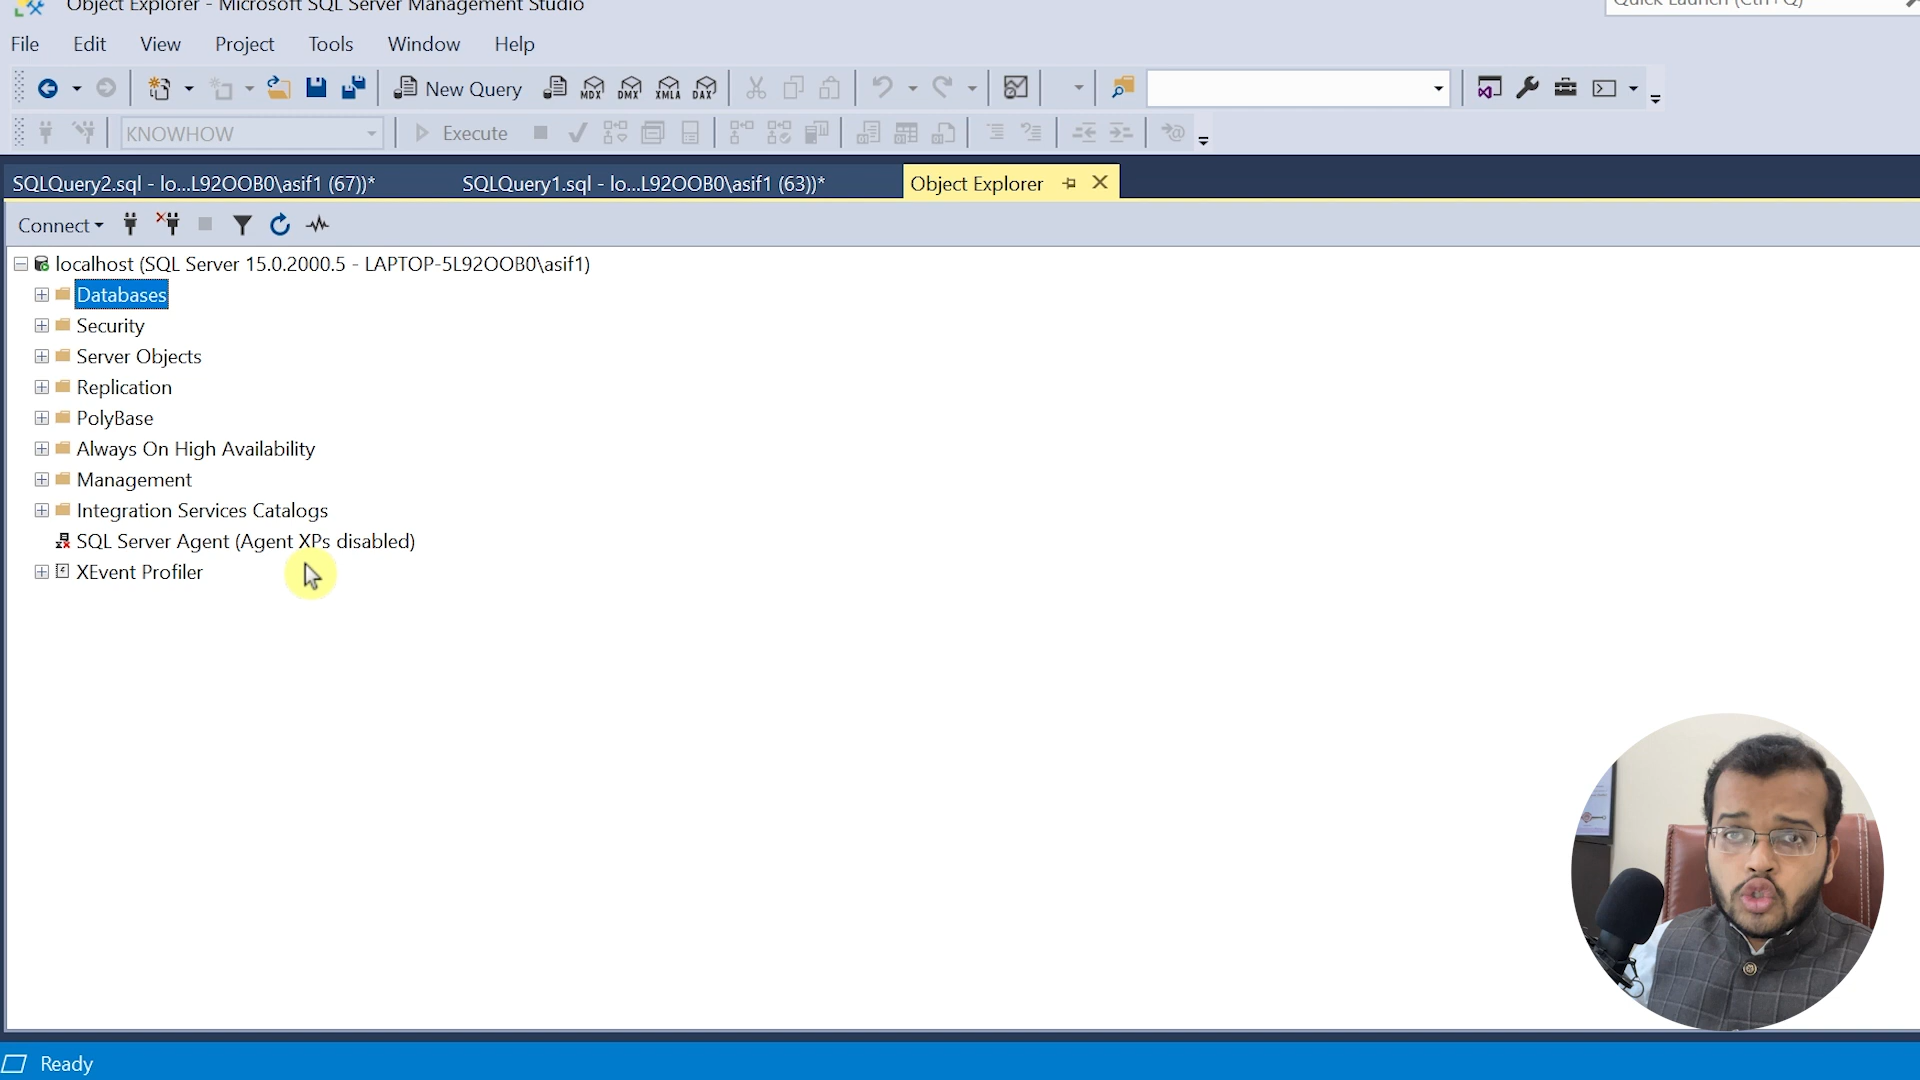 Object Explorer - Microsoft SQL Server Management Studio
Quick Launch (Ctrl+Q)
File Edit View Project Tools Window Help
New Query MDX DMX XMLA DAX
KNOWHOW Execute
SQLQuery2.sql - lo...L92OOB0\asif1 (67))* SQLQuery1.sql - lo...L92OOB0\asif1 (63))* Object Explorer
Connect
localhost (SQL Server 15.0.2000.5 - LAPTOP-5L92OOB0\asif1)
Databases
Security
Server Objects
Replication
PolyBase
Always On High Availability
Management
Integration Services Catalogs
SQL Server Agent (Agent XPs disabled)
XEvent Profiler
Ready